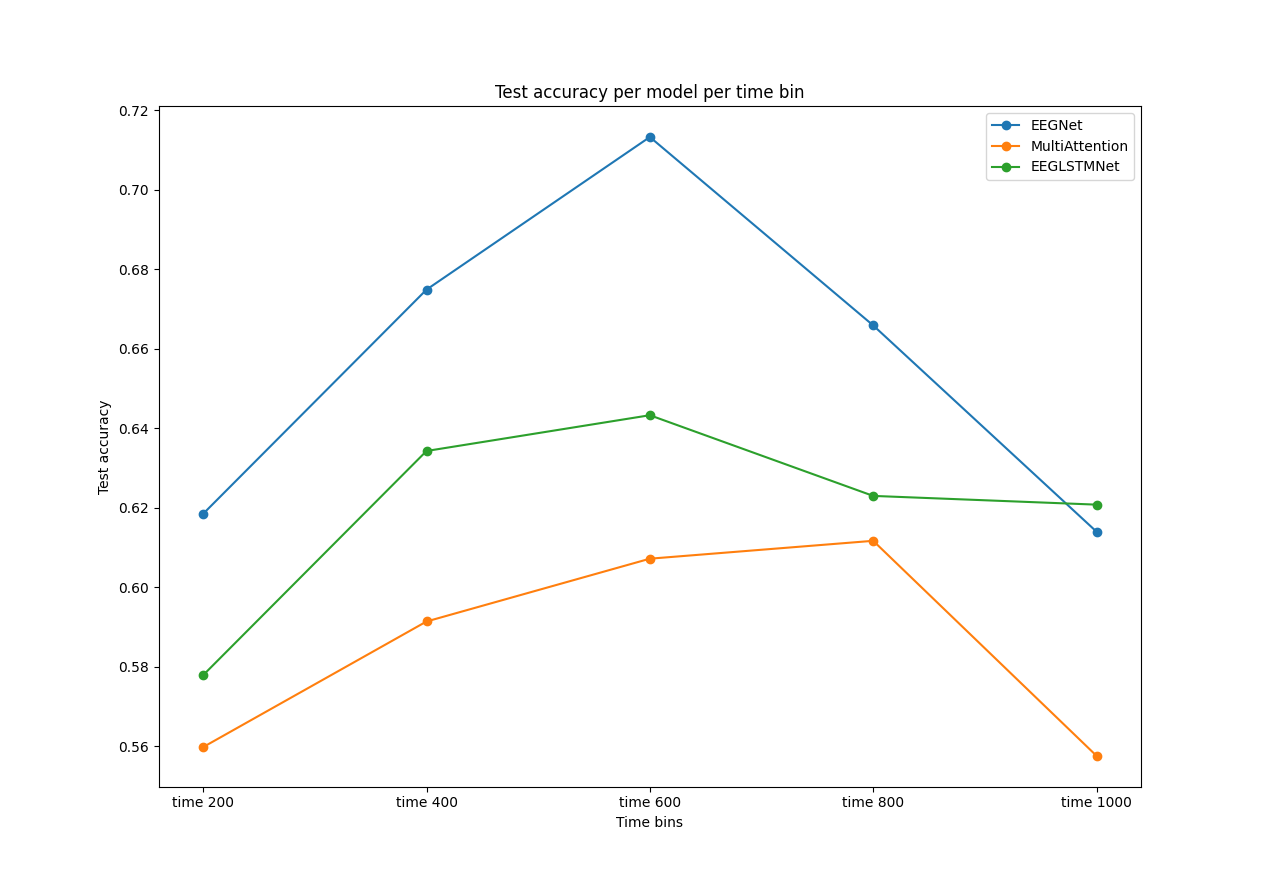 Test accuracy per model per time bin
EEGNet
MultiAttention
EEGLSTMNet
Test accuracy
0.72
0.70
0.68
0.66
0.64
0.62
0.60
0.58
0.56
time 200 time 400 time 600 time 800 time 1000
Time bins